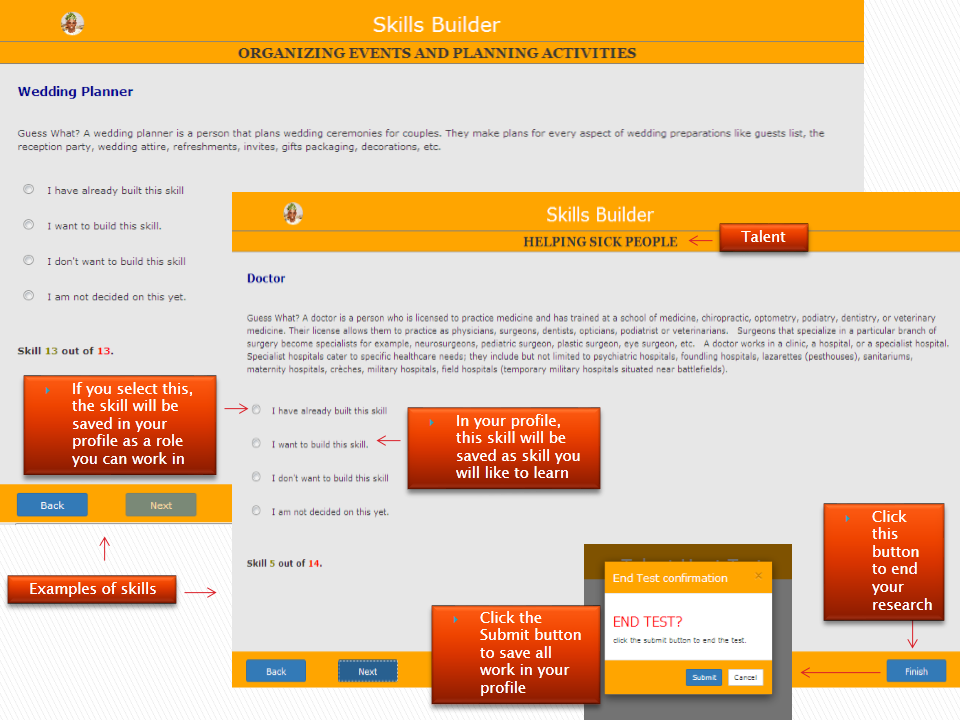 Skills Builder
ORGANIZING EVENTS AND PLANNING ACTIVITIES
Wedding Planner
Guess What? A wedding planner is a person that plans wedding ceremonies for couples. They make plans for every aspect of wedding preparations like guests list, the
reception party, wedding attire, refreshments, invites, gifts packaging, decorations, etc.
I have already built this skill
I want to build this skill.
I don't want to build this skill
I am not decided on this yet.
Skill 13 out of 13.
If you select this,
the skill will be
saved in your
profile as a role
you can work in
Back
Next
Examples of skills
Skills Builder
HELPING SICK PEOPLE
Talent
Doctor
Guess What? A doctor is a person who is licensed to practice medicine and has trained at a school of medicine, chiropractic, optometry, podiatry, dentistry, or veterinary
medicine. Their license allows them to practice as physicians, surgeons, dentists, opticians, podiatrist or veterinarians. Surgeons that specialize in a particular branch of
surgery become specialists for example, neurosurgeons, pediatric surgeon, plastic surgeon, eye surgeon, etc. A doctor works in a clinic, a hospital, or a specialist hospital.
Specialist hospitals cater to specific healthcare needs; they include but not limited to psychiatric hospitals, foundling hospitals, lazarettes (pesthouses), sanitariums,
maternity hospitals, crèches, military hospitals, field hospitals (temporary military hospitals situated near battlefields).
I have already built this skill
I want to build this skill.
I don't want to build this skill
I am not decided on this yet.
In your profile,
this skill will be
saved as skill you
will like to learn
Skill 5 out of 14.
Click
this
button
to end
your
research
Click the
Submit button
to save all
work in your
profile
End Test confirmation
x
END TEST?
click the submit button to end the test.
Submit
Cancel
Back
Next
Finish